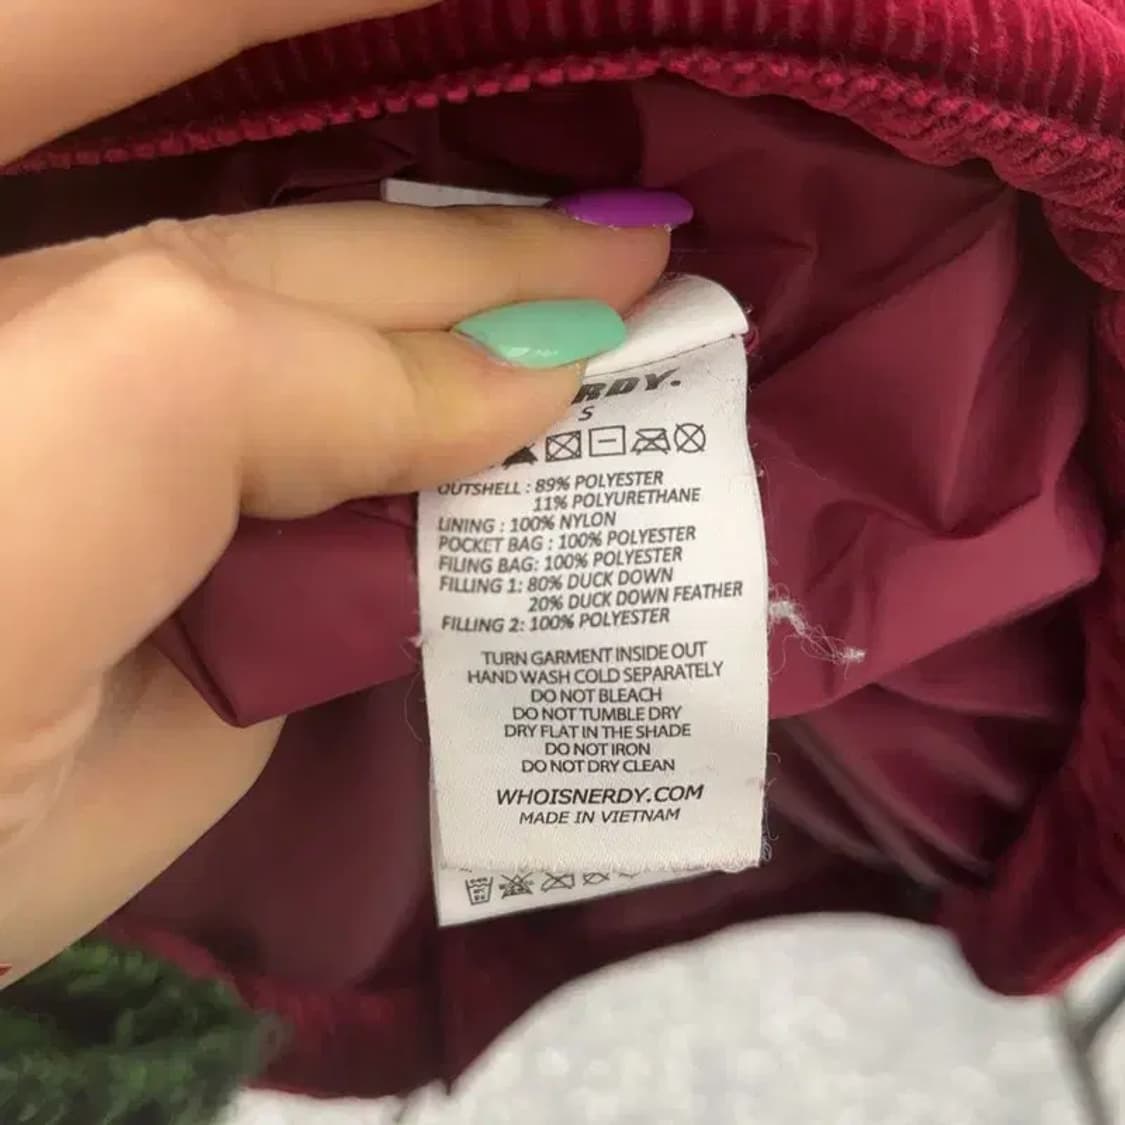 RDY.
S
OUTSHELL : 89% POLYESTER
11% POLYURETHANE
LINING : 100% NYLON
POCKET BAG : 100% POLYESTER
FILING BAG: 100% POLYESTER
FILLING 1: 80% DUCK DOWN
20% DUCK DOWN FEATHER
FILLING 2: 100% POLYESTER
TURN GARMENT INSIDE OUT
HAND WASH COLD SEPARATELY
DO NOT BLEACH
DO NOT TUMBLE DRY
DRY FLAT IN THE SHADE
DO NOT IRON
DO NOT DRY CLEAN
WHOISNERDY.COM
MADE IN VIETNAM